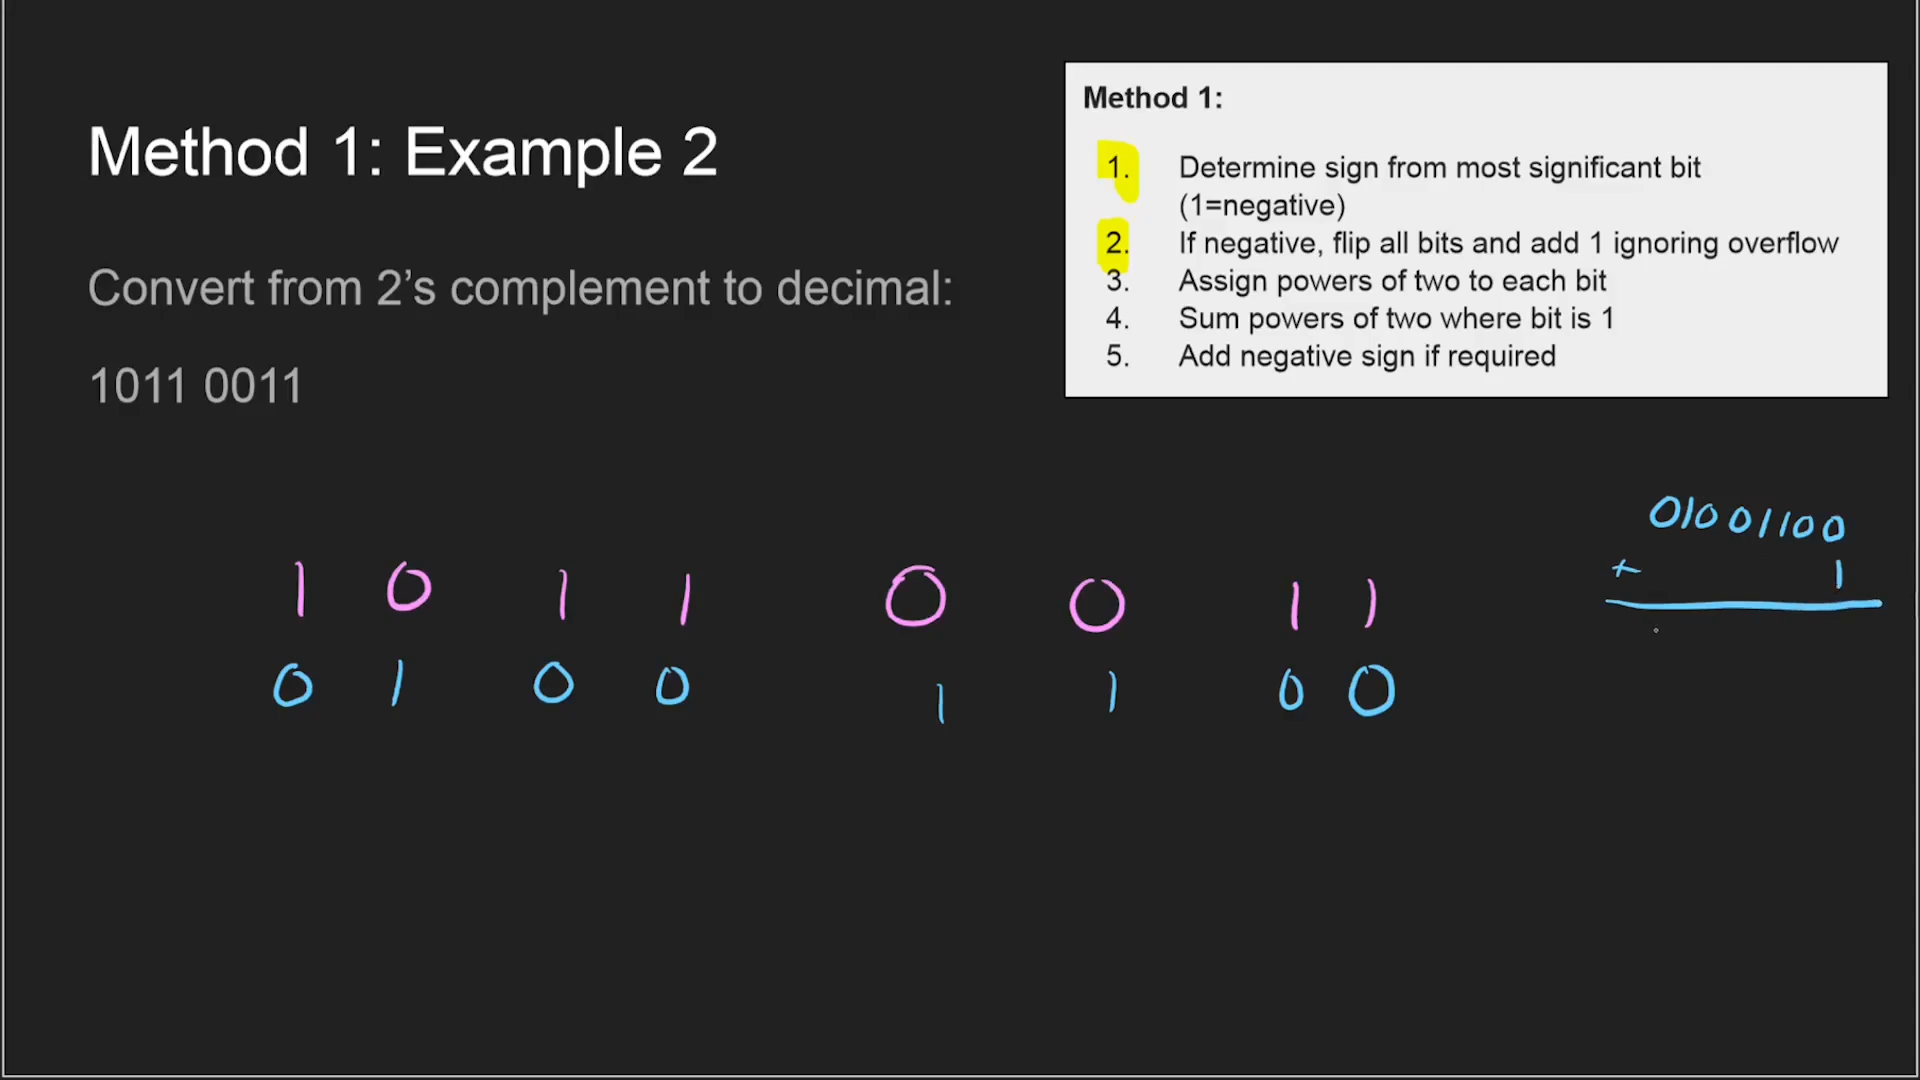 Method 1: Example 2
Convert from 2’s complement to decimal:
1011 0011
Method 1:
1. Determine sign from most significant bit
(1=negative)
2. If negative, flip all bits and add 1 ignoring overflow
3. Assign powers of two to each bit
4. Sum powers of two where bit is 1
5. Add negative sign if required
01001100
+ 1
1 0 1 1 0 0 1 1
0 1 0 0 1 1 0 0